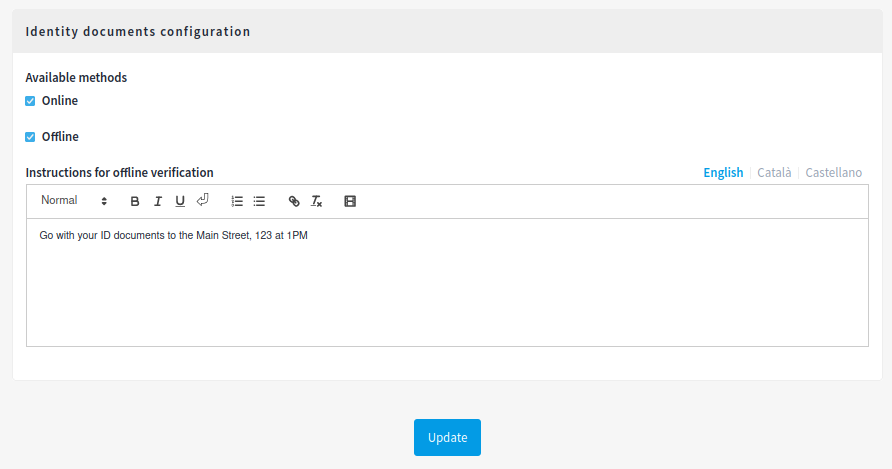 Identity documents configuration
Available methods
Online
Offline
Instructions for offline verification English Català Castellano
Normal B I U Tx
Go with your ID documents to the Main Street, 123 at 1PM
Update